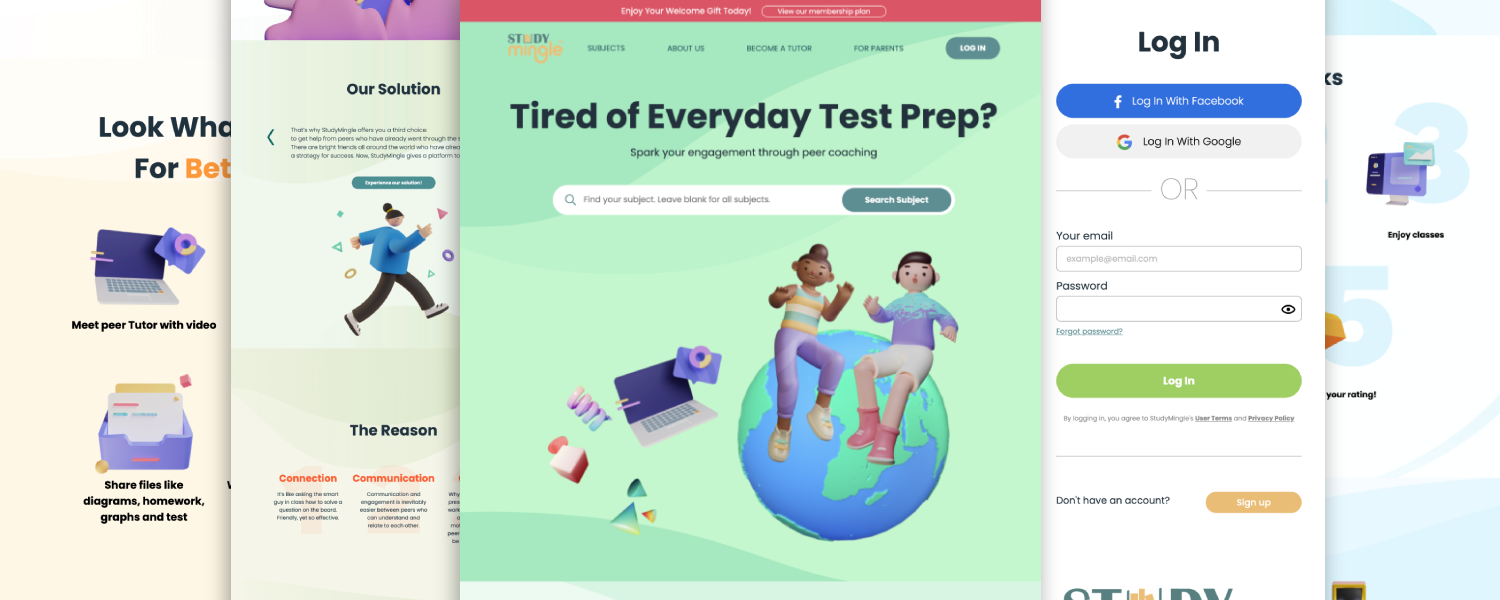 Look Wha
For Bet
Meet peer Tutor with video
Share files like
diagrams, homework,
graphs and test
W
Our Solution
That's why StudyMingle offers you a third choice:
to get help from peers who have already went through the
There are bright friends all around the world who have
a strategy for success. Now, StudyMingle gives a platform to
Experience our solution!
The Reason
Connection
It's like asking the smart
guy in class how to solve a
question on the board.
Friendly, yet so effective.
Communication
Communication and
engagement is inevitably
easier between peers who
can understand and
relate to each other.
Why
Enjoy Your Welcome Gift Today!
View our membership plan
STUDY
mingle
SUBJECTS
ABOUT US
BECOME A TUTOR
FOR PARENTS
LOG IN
Tired of Everyday Test Prep?
Spark your engagement through peer coaching
Find your subject. Leave blank for all subjects.
Search Subject
Log In
Log In With Facebook
Log In With Google
OR
Your email
example@email.com
Password
Forgot password?
Log In
By logging in, you agree to StudyMingle's User Terms and Privacy Policy
Don't have an account?
Sign up
STUDY
ks
3
Enjoy classes
5
your rating!